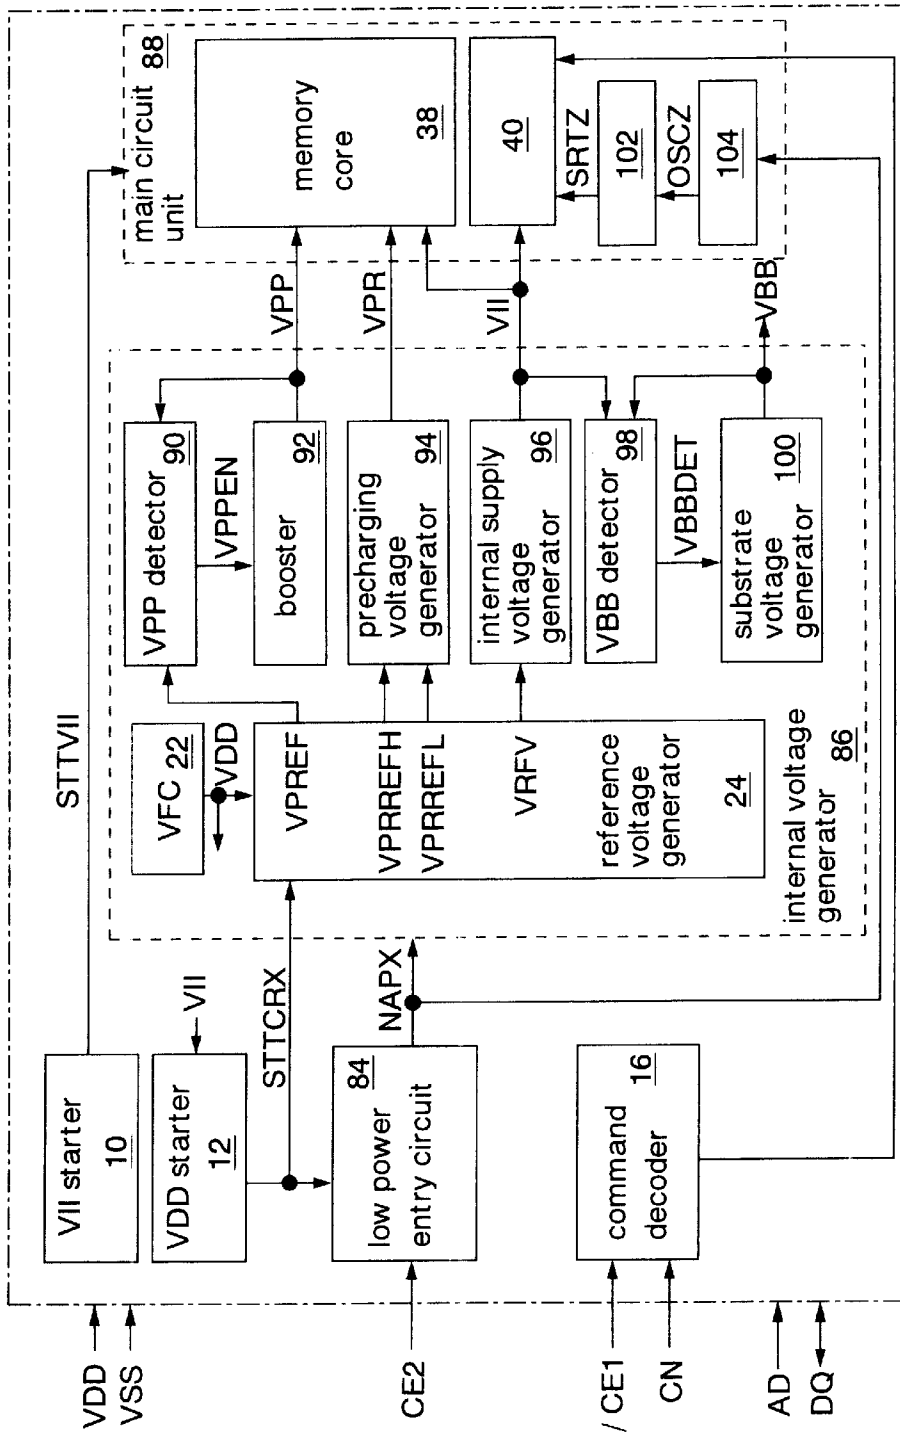 VDD
VSS
CE2
/ CE1
CN
AD
DQ
VII starter
10
VDD starter
12
VII
STTVII
STTCRX
low power
entry circuit
84
NAPX
command
decoder
16
VFC 22
VDD
VPREF
VPRREFH
VPRREFL
VRFV
reference
voltage
generator
24
internal voltage
generator
86
VPP detector
90
VPPEN
booster
92
precharging
voltage
generator
94
internal supply
voltage
generator
96
VBB detector
98
VBBDET
substrate
voltage
generator
100
VPP
VPR
VII
VBB
main circuit
unit
88
memory
core
38
40
SRTZ
102
OSCZ
104